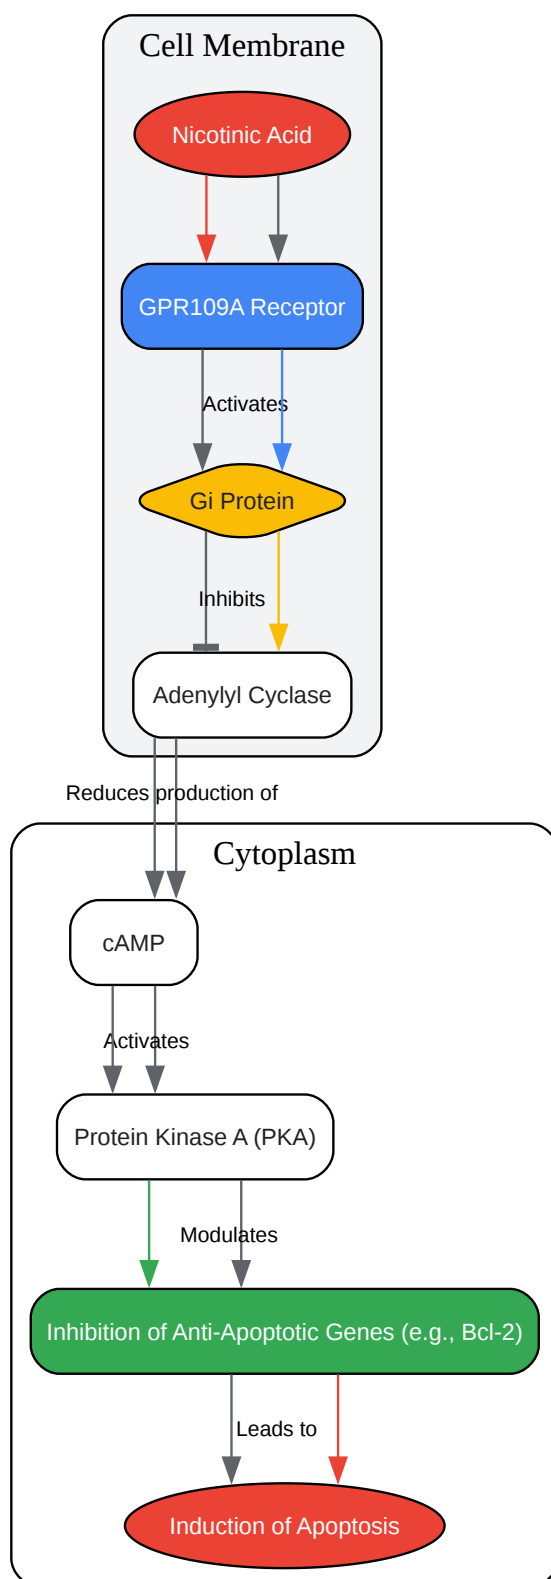 Cell Membrane
Nicotinic Acid
GPR109A Receptor
Activates
Gi Protein
Inhibits
Adenylyl Cyclase
Reduces production of
Cytoplasm
cAMP
Activates
Protein Kinase A (PKA)
Modulates
Inhibition of Anti-Apoptotic Genes (e.g., Bcl-2)
Leads to
Induction of Apoptosis